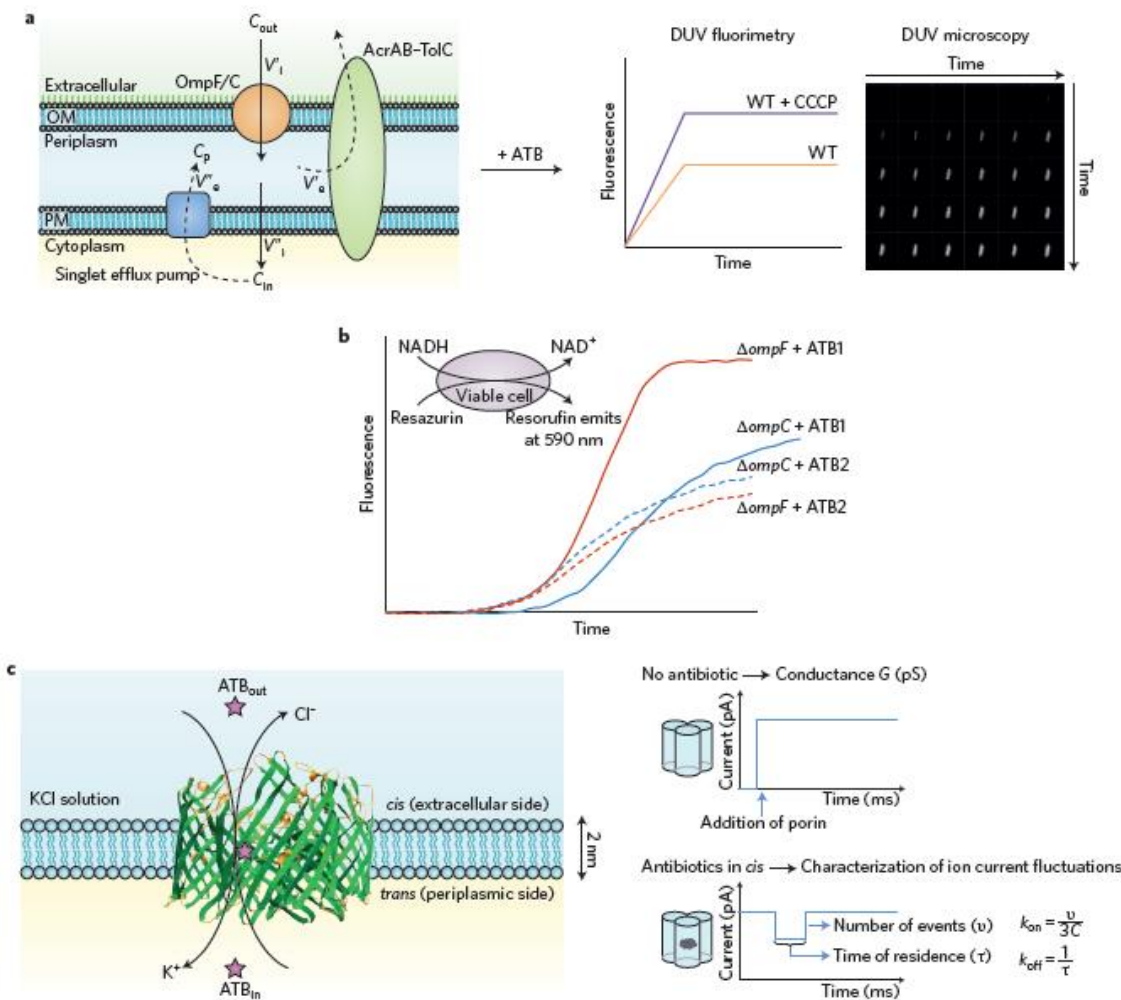 a
C_out
V'_i
OmpF/C
AcrAB–TolC
Extracellular
OM
Periplasm
C_p
V''_e
V'_e
PM
Cytoplasm
V''_i
Singlet efflux pump
C_in
+ ATB
DUV fluorimetry
Fluorescence
WT + CCCP
WT
Time
DUV microscopy
Time
Time
b
NADH
NAD+
Viable cell
Resazurin
Resorufin emits
at 590 nm
ΔompF + ATB1
ΔompC + ATB1
ΔompC + ATB2
ΔompF + ATB2
Fluorescence
Time
c
ATB_out
Cl−
KCl solution
cis (extracellular side)
2 nm
trans (periplasmic side)
K+
ATB_in
No antibiotic → Conductance G (pS)
Current (pA)
Time (ms)
Addition of porin
Antibiotics in cis → Characterization of ion current fluctuations
Current (pA)
Number of events (υ)
k_on = υ/3C
Time of residence (τ)
k_off = 1/τ
Time (ms)